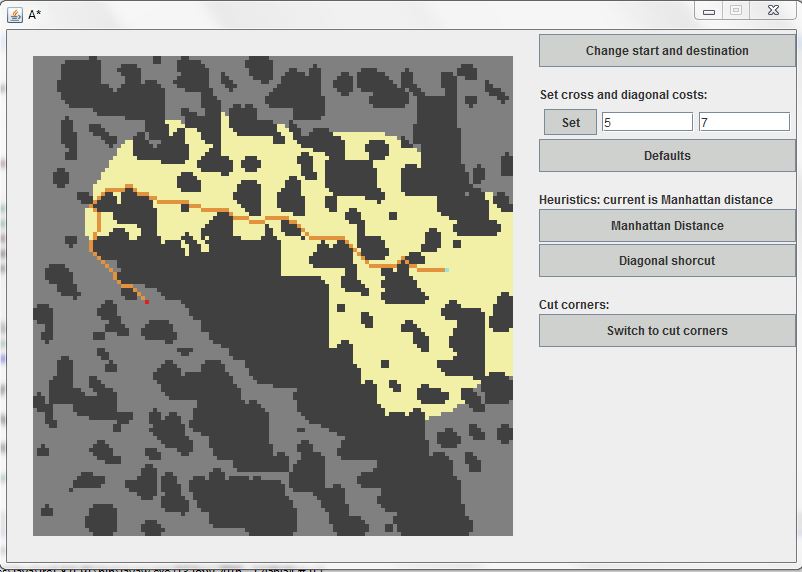 A*
Change start and destination
Set cross and diagonal costs:
Set 5 7
Defaults
Heuristics: current is Manhattan distance
Manhattan Distance
Diagonal shorcut
Cut corners:
Switch to cut corners